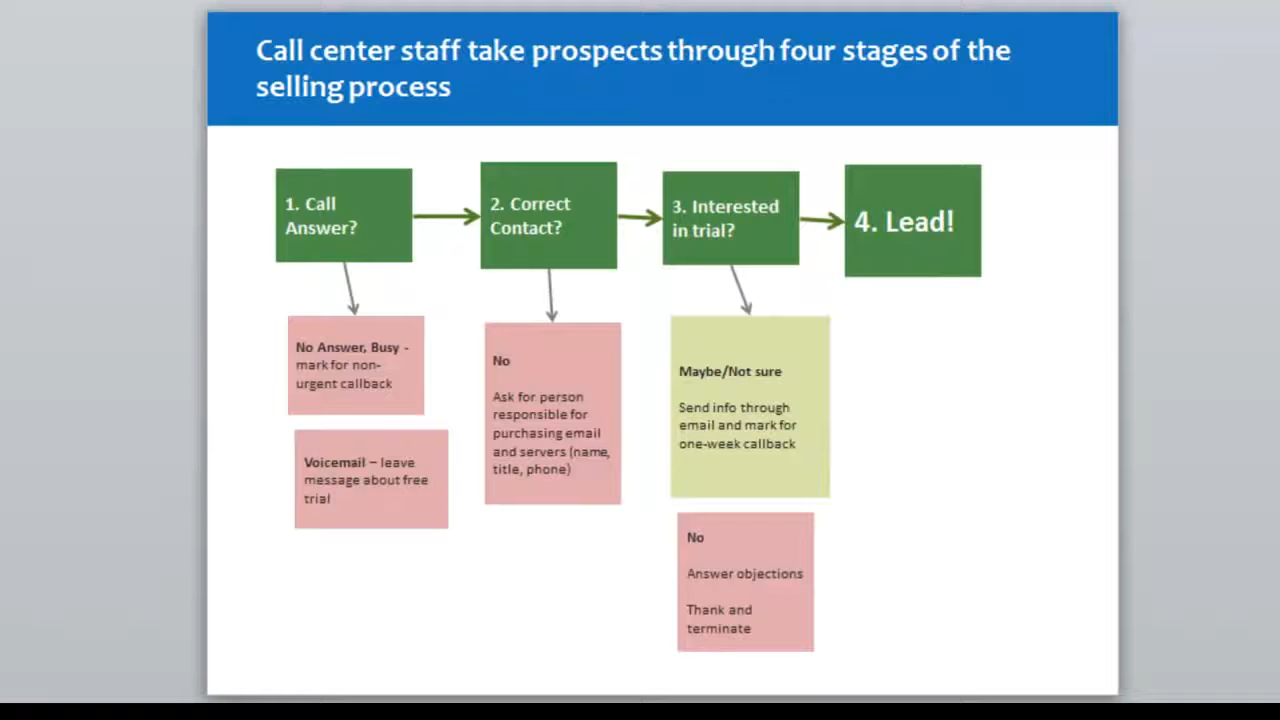 Call center staff take prospects through four stages of the
selling process
1. Call
Answer?
2. Correct
Contact?
3. Interested
in trial?
4. Lead!
No Answer, Busy -
mark for non-
urgent callback
Voicemail – leave
message about free
trial
No
Ask for person
responsible for
purchasing email
and servers (name,
title, phone)
Maybe/Not sure
Send info through
email and mark for
one-week callback
No
Answer objections
Thank and
terminate